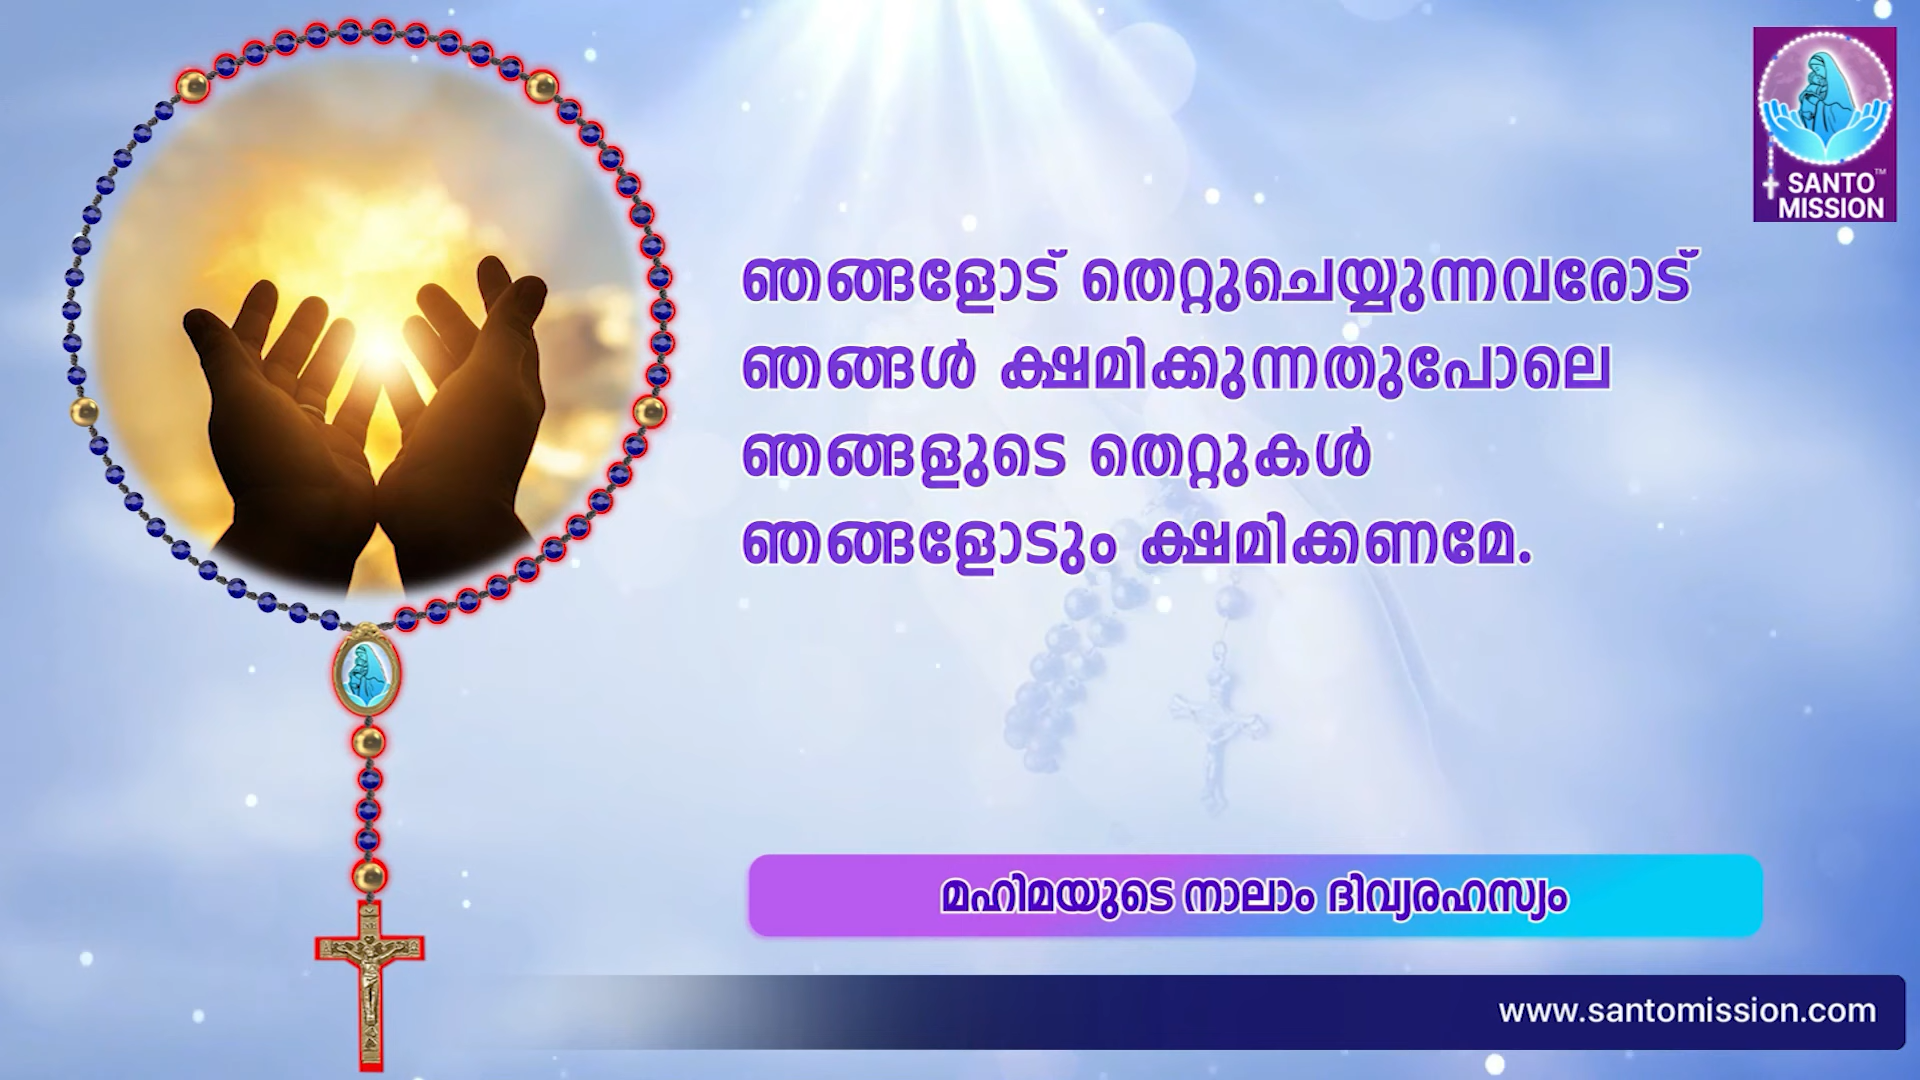 SANTO™
MISSION
ഞങ്ങളോട് തെറ്റുചെയ്യുന്നവരോട്
ഞങ്ങൾ ക്ഷമിക്കുന്നതുപോലെ
ഞങ്ങളുടെ തെറ്റുകൾ
ഞങ്ങളോടും ക്ഷമിക്കണമേ.
മഹിമയുടെ നാലാം ദിവ്യരഹസ്യം
www.santomission.com